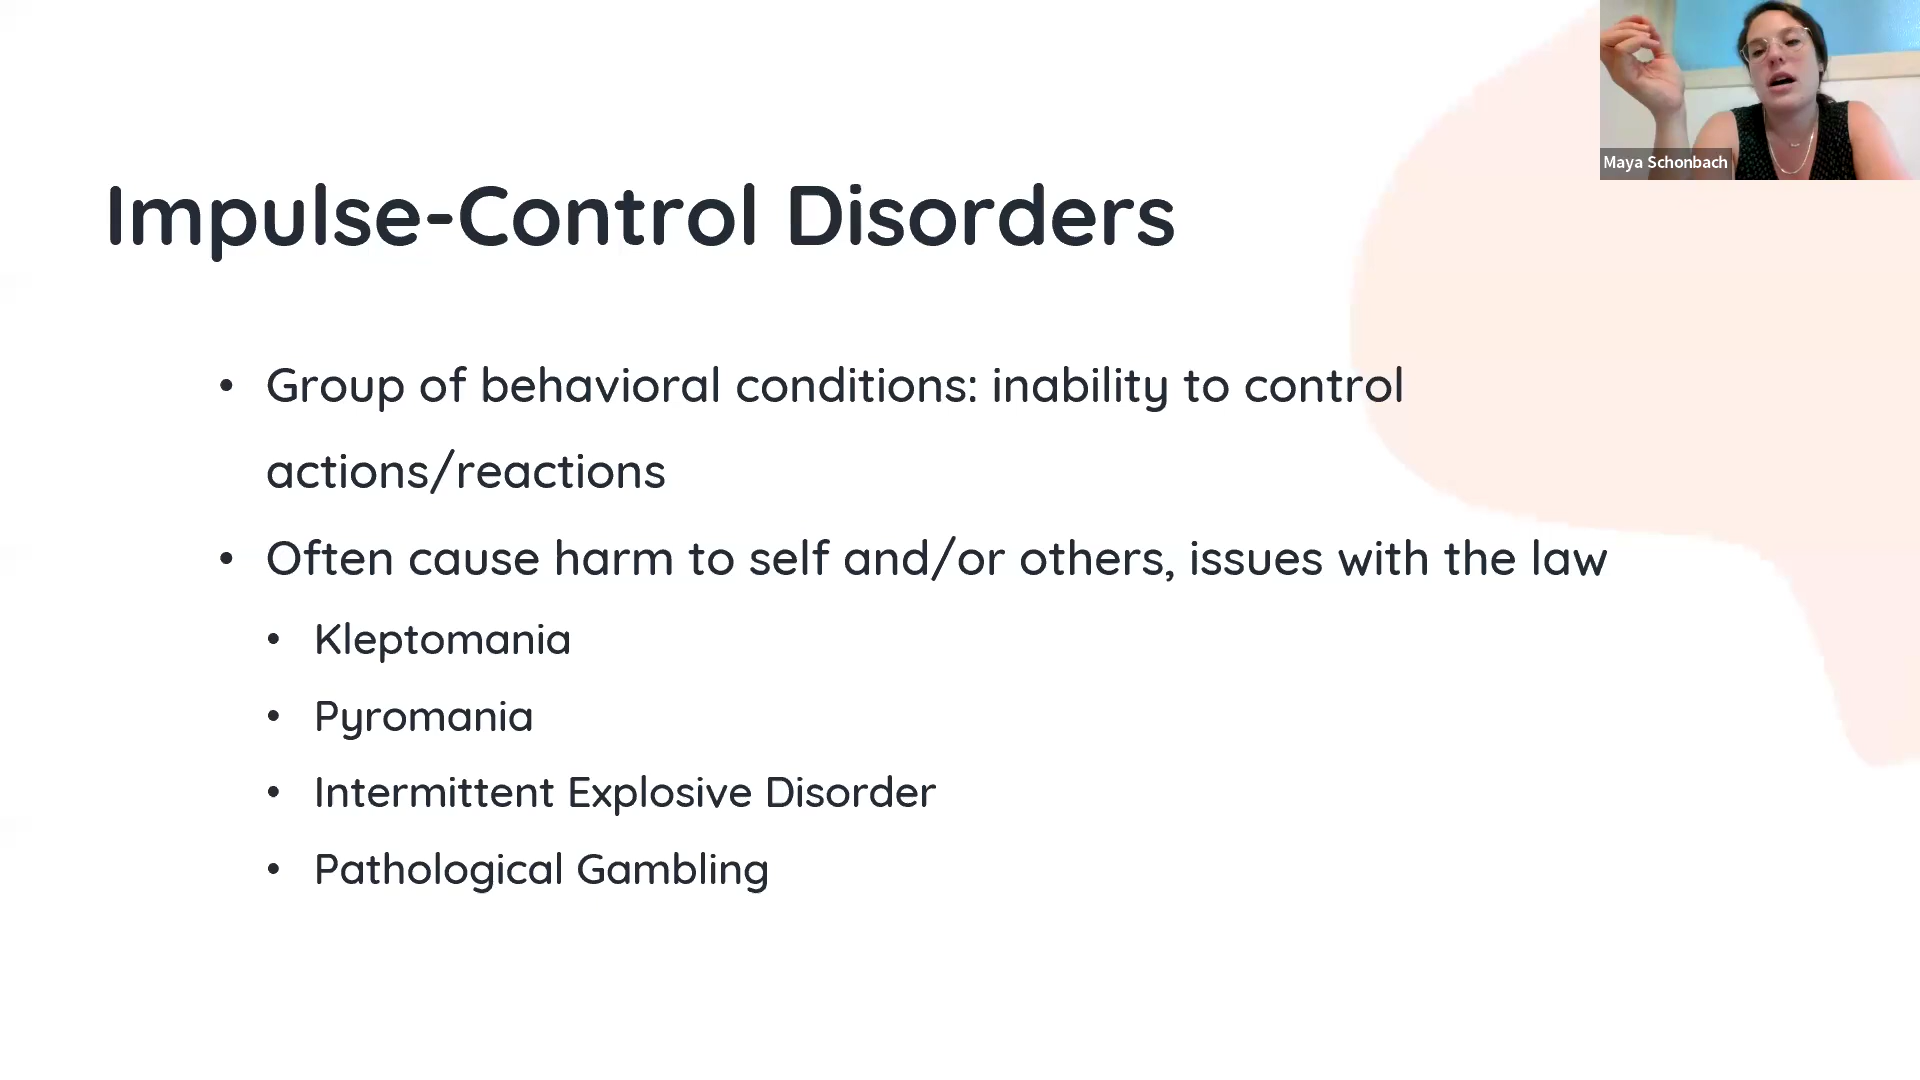 Maya Schonbach
Impulse-Control Disorders
• Group of behavioral conditions: inability to control
actions/reactions
• Often cause harm to self and/or others, issues with the law
• Kleptomania
• Pyromania
• Intermittent Explosive Disorder
• Pathological Gambling